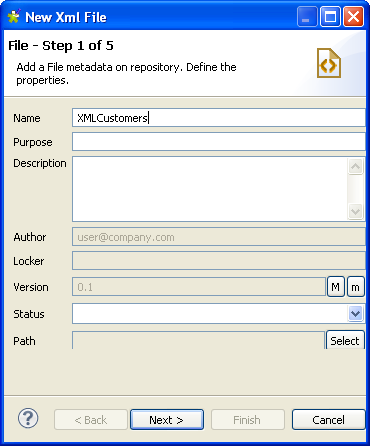 New Xml File
File - Step 1 of 5
Add a File metadata on repository. Define the
properties.
Name XMLCustomers
Purpose
Description
Author user@company.com
Locker
Version 0.1 M m
Status
Path Select
? < Back Next > Finish Cancel